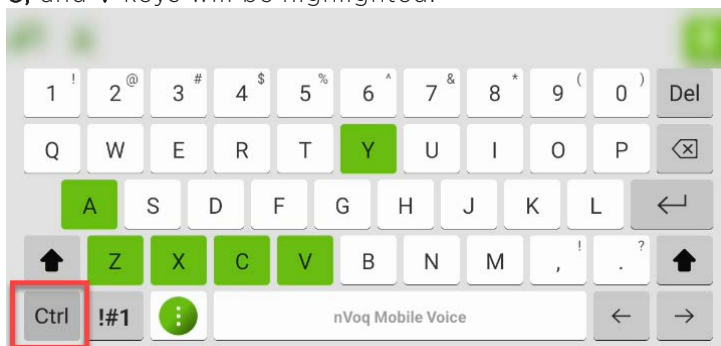 C, and V keys will be highlighted.
1 ! 2 @ 3 # 4 $ 5 % 6 ^ 7 & 8 * 9 ( 0 ) Del
Q W E R T Y U I O P
A S D F G H J K L
Z X C V B N M , ! . ?
Ctrl !#1 nVoq Mobile Voice ← →